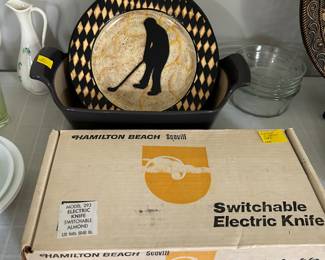 HAMILTON BEACH Scovill
Switchable
Electric Knife
MODEL 293
ELECTRIC
KNIFE
SWITCHABLE
ALMOND
HAMILTON BEACH Scovill